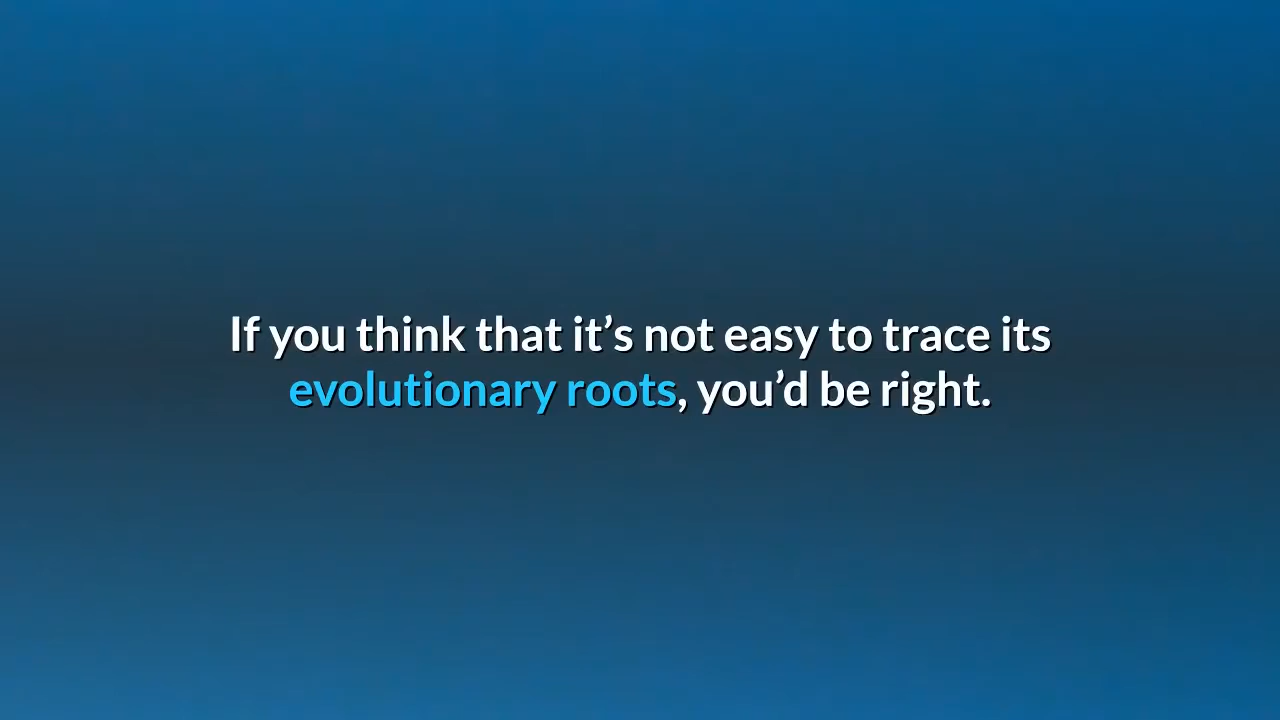 If you think that it’s not easy to trace its
evolutionary roots, you’d be right.